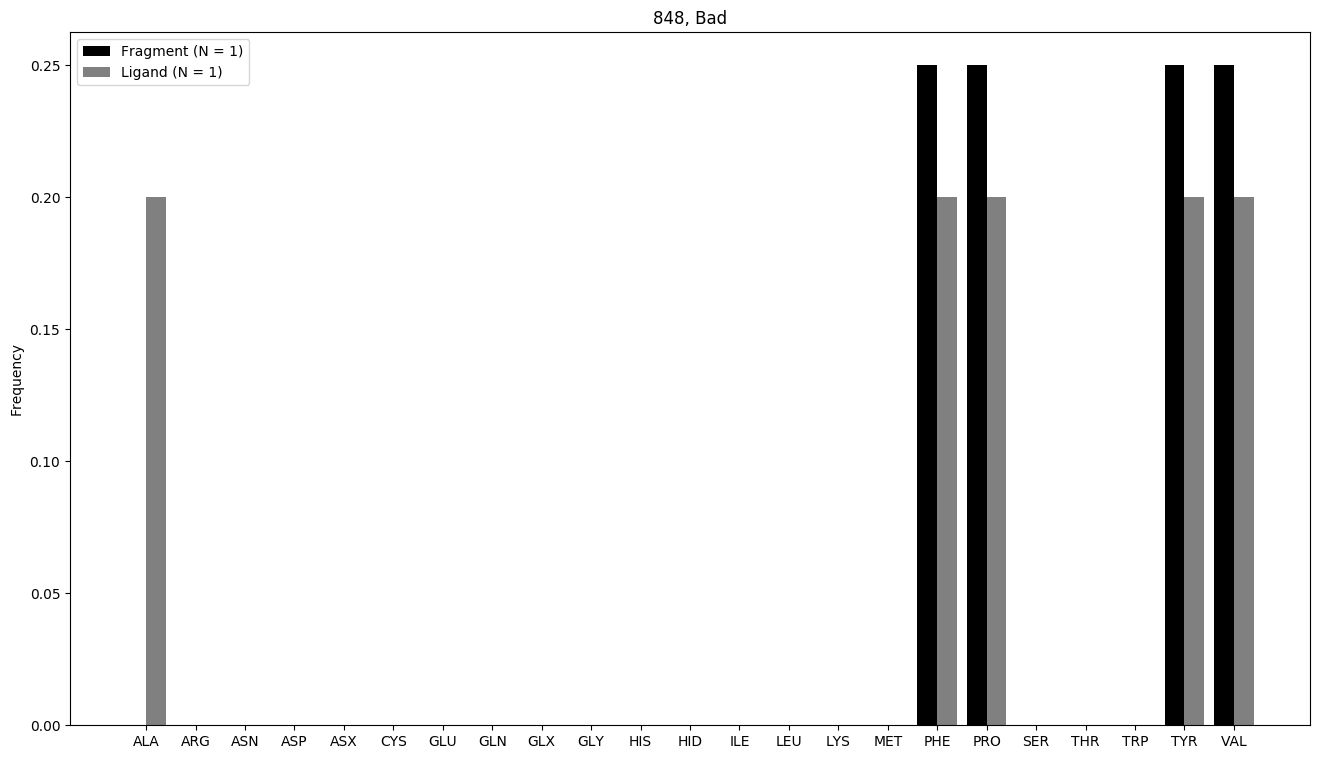 848, Bad
Fragment (N = 1)
Ligand (N = 1)
Frequency
0.25
0.20
0.15
0.10
0.05
0.00
ALA ARG ASN ASP ASX CYS GLU GLN GLX GLY HIS HID ILE LEU LYS MET PHE PRO SER THR TRP TYR VAL